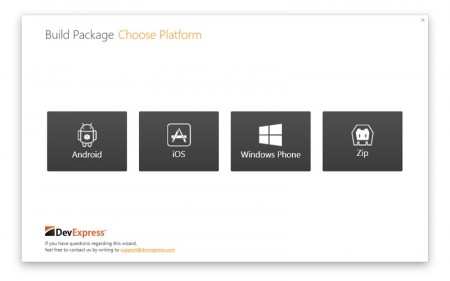 Build Package Choose Platform
Android
iOS
Windows Phone
Zip
DevExpress
If you have questions regarding this wizard,
feel free to contact us by writing to support@devexpress.com